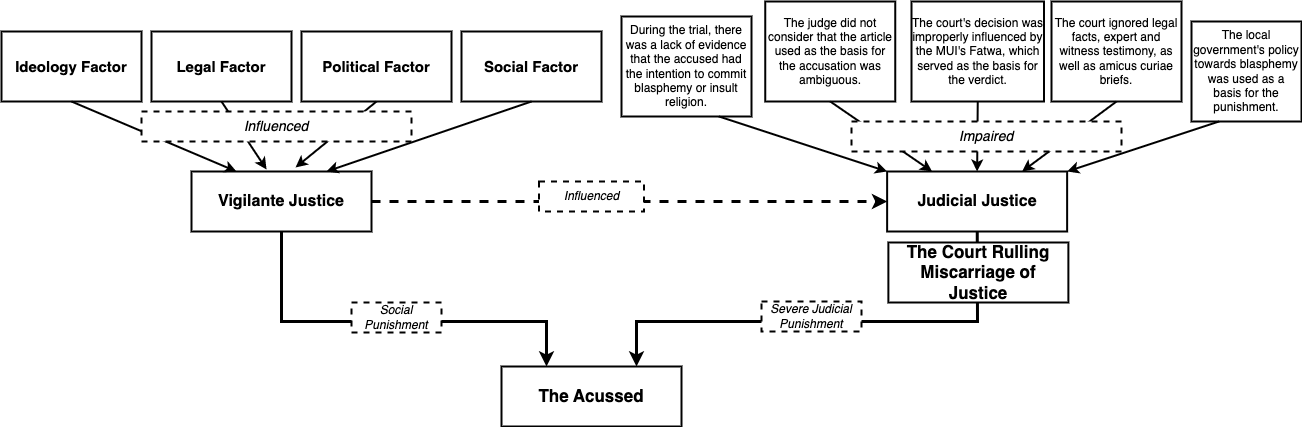 Ideology Factor
Legal Factor
Political Factor
Social Factor
During the trial, there
was a lack of evidence
that the accused had
the intention to commit
blasphemy or insult
religion.
The judge did not
consider that the article
used as the basis for
the accusation was
ambiguous.
The court's decision was
improperly influenced by
the MUI's Fatwa, which
served as the basis for
the verdict.
The court ignored legal
facts, expert and
witness testimony, as
well as amicus curiae
briefs.
The local
government's policy
towards blasphemy
was used as a
basis for the
punishment.
Influenced
Impaired
Vigilante Justice
Influenced
Judicial Justice
The Court Rulling
Miscarriage of
Justice
Social
Punishment
Severe Judicial
Punishment
The Acussed